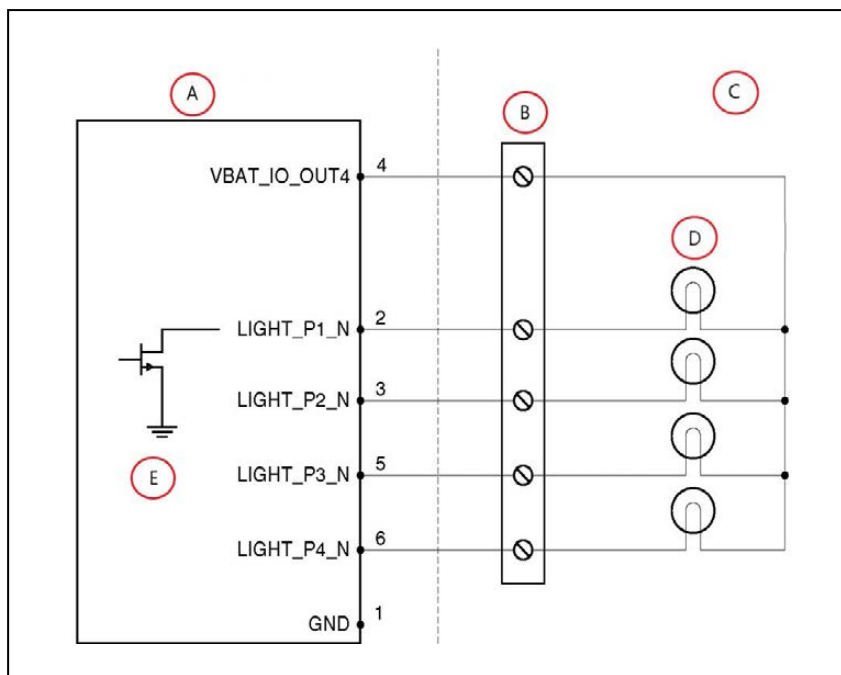 A
B
C
VBAT_IO_OUT4 4
D
LIGHT_P1_N 2
LIGHT_P2_N 3
E
LIGHT_P3_N 5
LIGHT_P4_N 6
GND 1